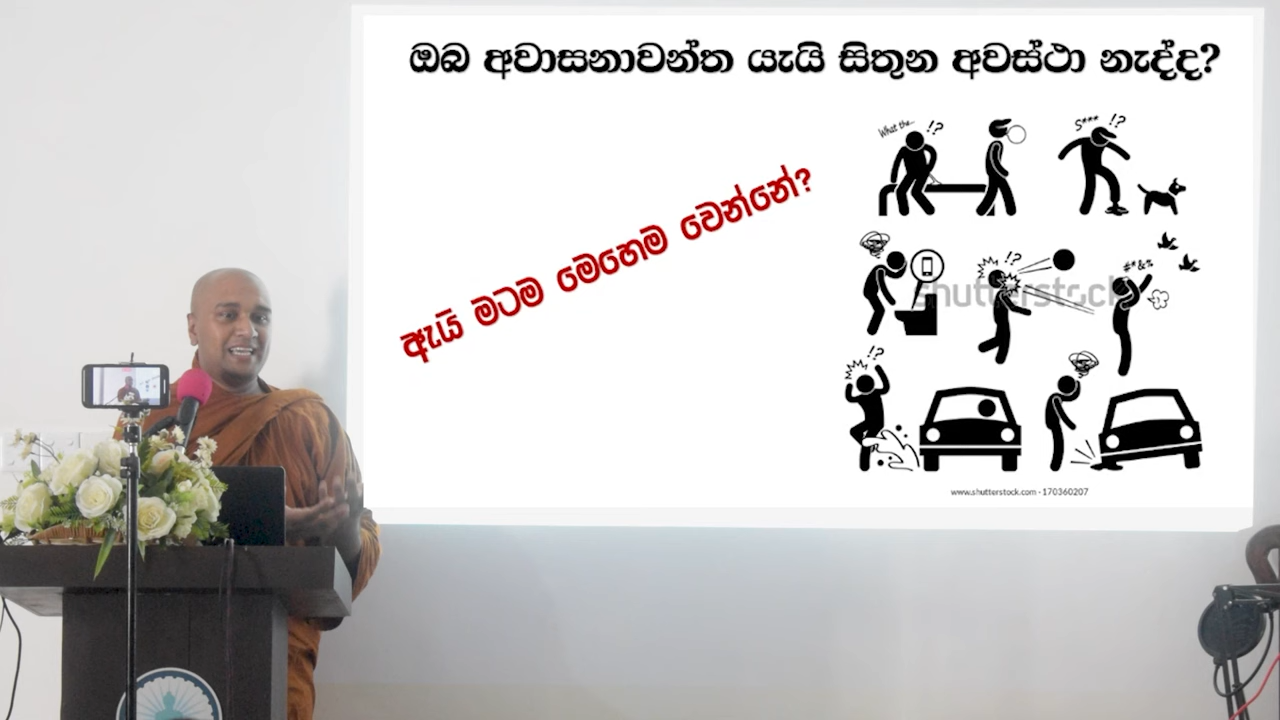 ඔබ අවාසනාවන්ත යැයි සිතුන අවස්ථා නැද්ද?
ඇයි මටම මෙහෙම වෙන්නේ?
What the... !?
S*** !?
!?
#*&%
shutterstock
!?
www.shutterstock.com · 170360207